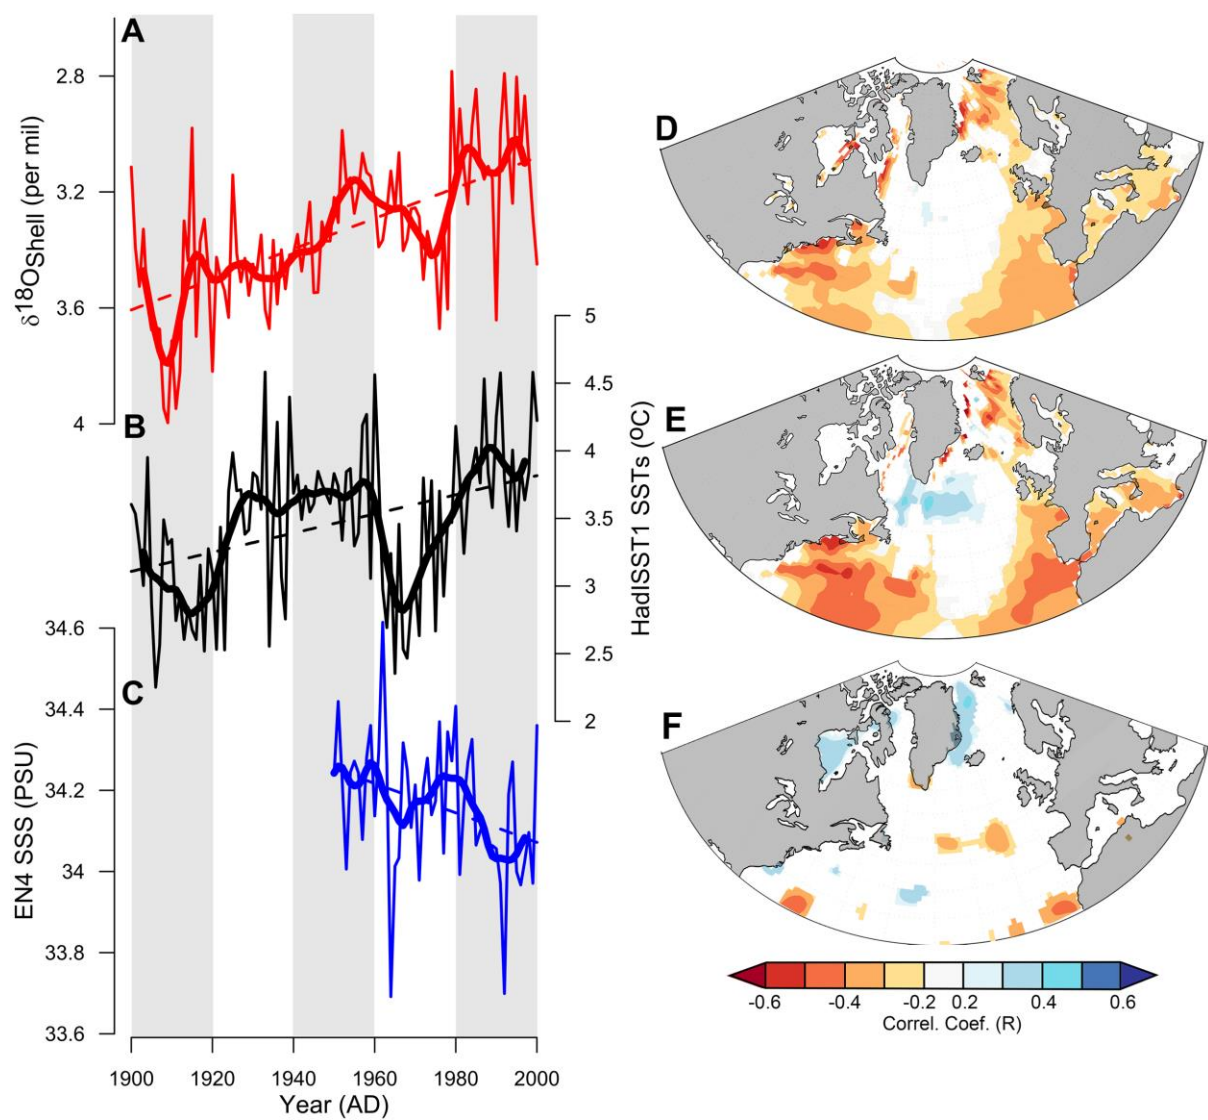 A
2.8
3.2
3.6
4
δ18OShell (per mil)
B
5
4.5
4
3.5
3
2.5
2
HadISST1 SSTs (ºC)
C
34.6
34.4
34.2
34
33.8
33.6
EN4 SSS (PSU)
1900 1920 1940 1960 1980 2000
Year (AD)
D
E
F
-0.6 -0.4 -0.2 0.2 0.4 0.6
Correl. Coef. (R)